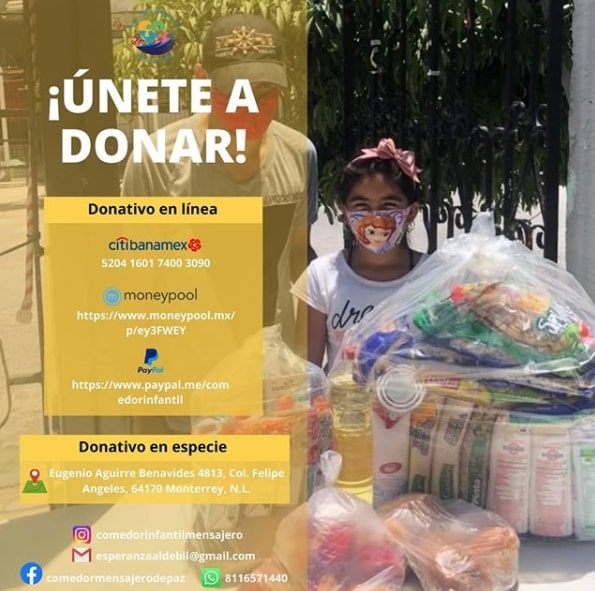 ¡ÚNETE A
DONAR!
Donativo en línea
citibanamex
5204 1601 7400 3090
moneypool
https://www.moneypool.mx/
p/ey3FWEY
PayPal
https://www.paypal.me/com
edorinfantil
Donativo en especie
Eugenio Aguirre Benavides 4813, Col. Felipe
Angeles, 64170 Monterrey, N.L.
comedorinfantilmensajero
esperanzaaldebil@gmail.com
comedormensajerodepaz
8116571440